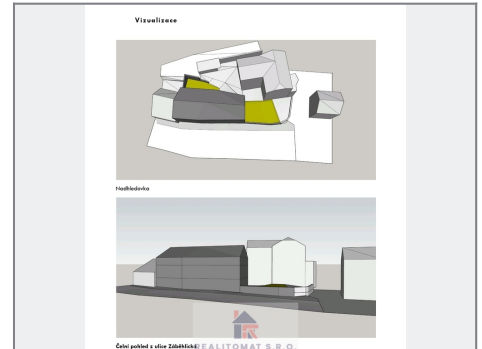 Vizualizace
Nadhledovka
Čelní pohled z ulice Záběhlická
REALITOMAT S.R.O.